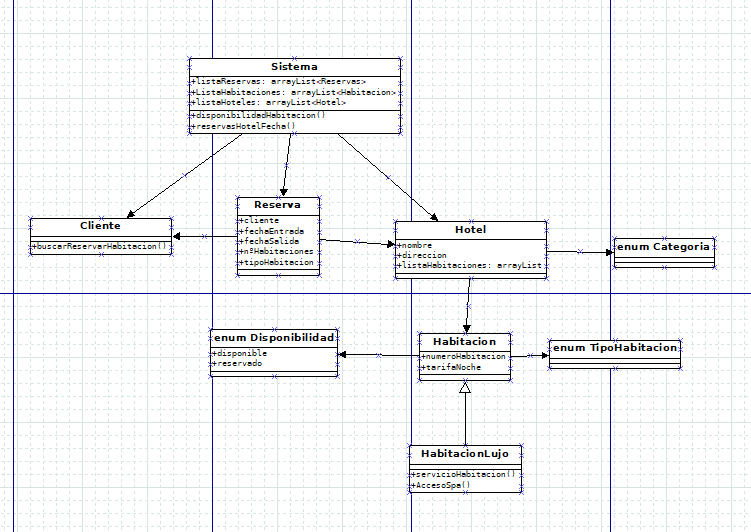 Sistema
+listaReservas: arrayList<Reservas>
+ListaHabitaciones: arrayList<Habitacion>
+listaHoteles: arrayList<Hotel>
+disponibilidadHabitacion()
+reservasHotelFecha()
Cliente
+buscarReservarHabitacion()
Reserva
+cliente
+fechaEntrada
+fechaSalida
+nºHabitaciones
+tipoHabitacion
Hotel
+nombre
+direccion
+listaHabitaciones: arrayList
enum Categoria
enum Disponibilidad
+disponible
+reservado
Habitacion
+numeroHabitacion
+tarifaNoche
enum TipoHabitacion
HabitacionLujo
+servicioHabitacion()
+AccesoSpa()